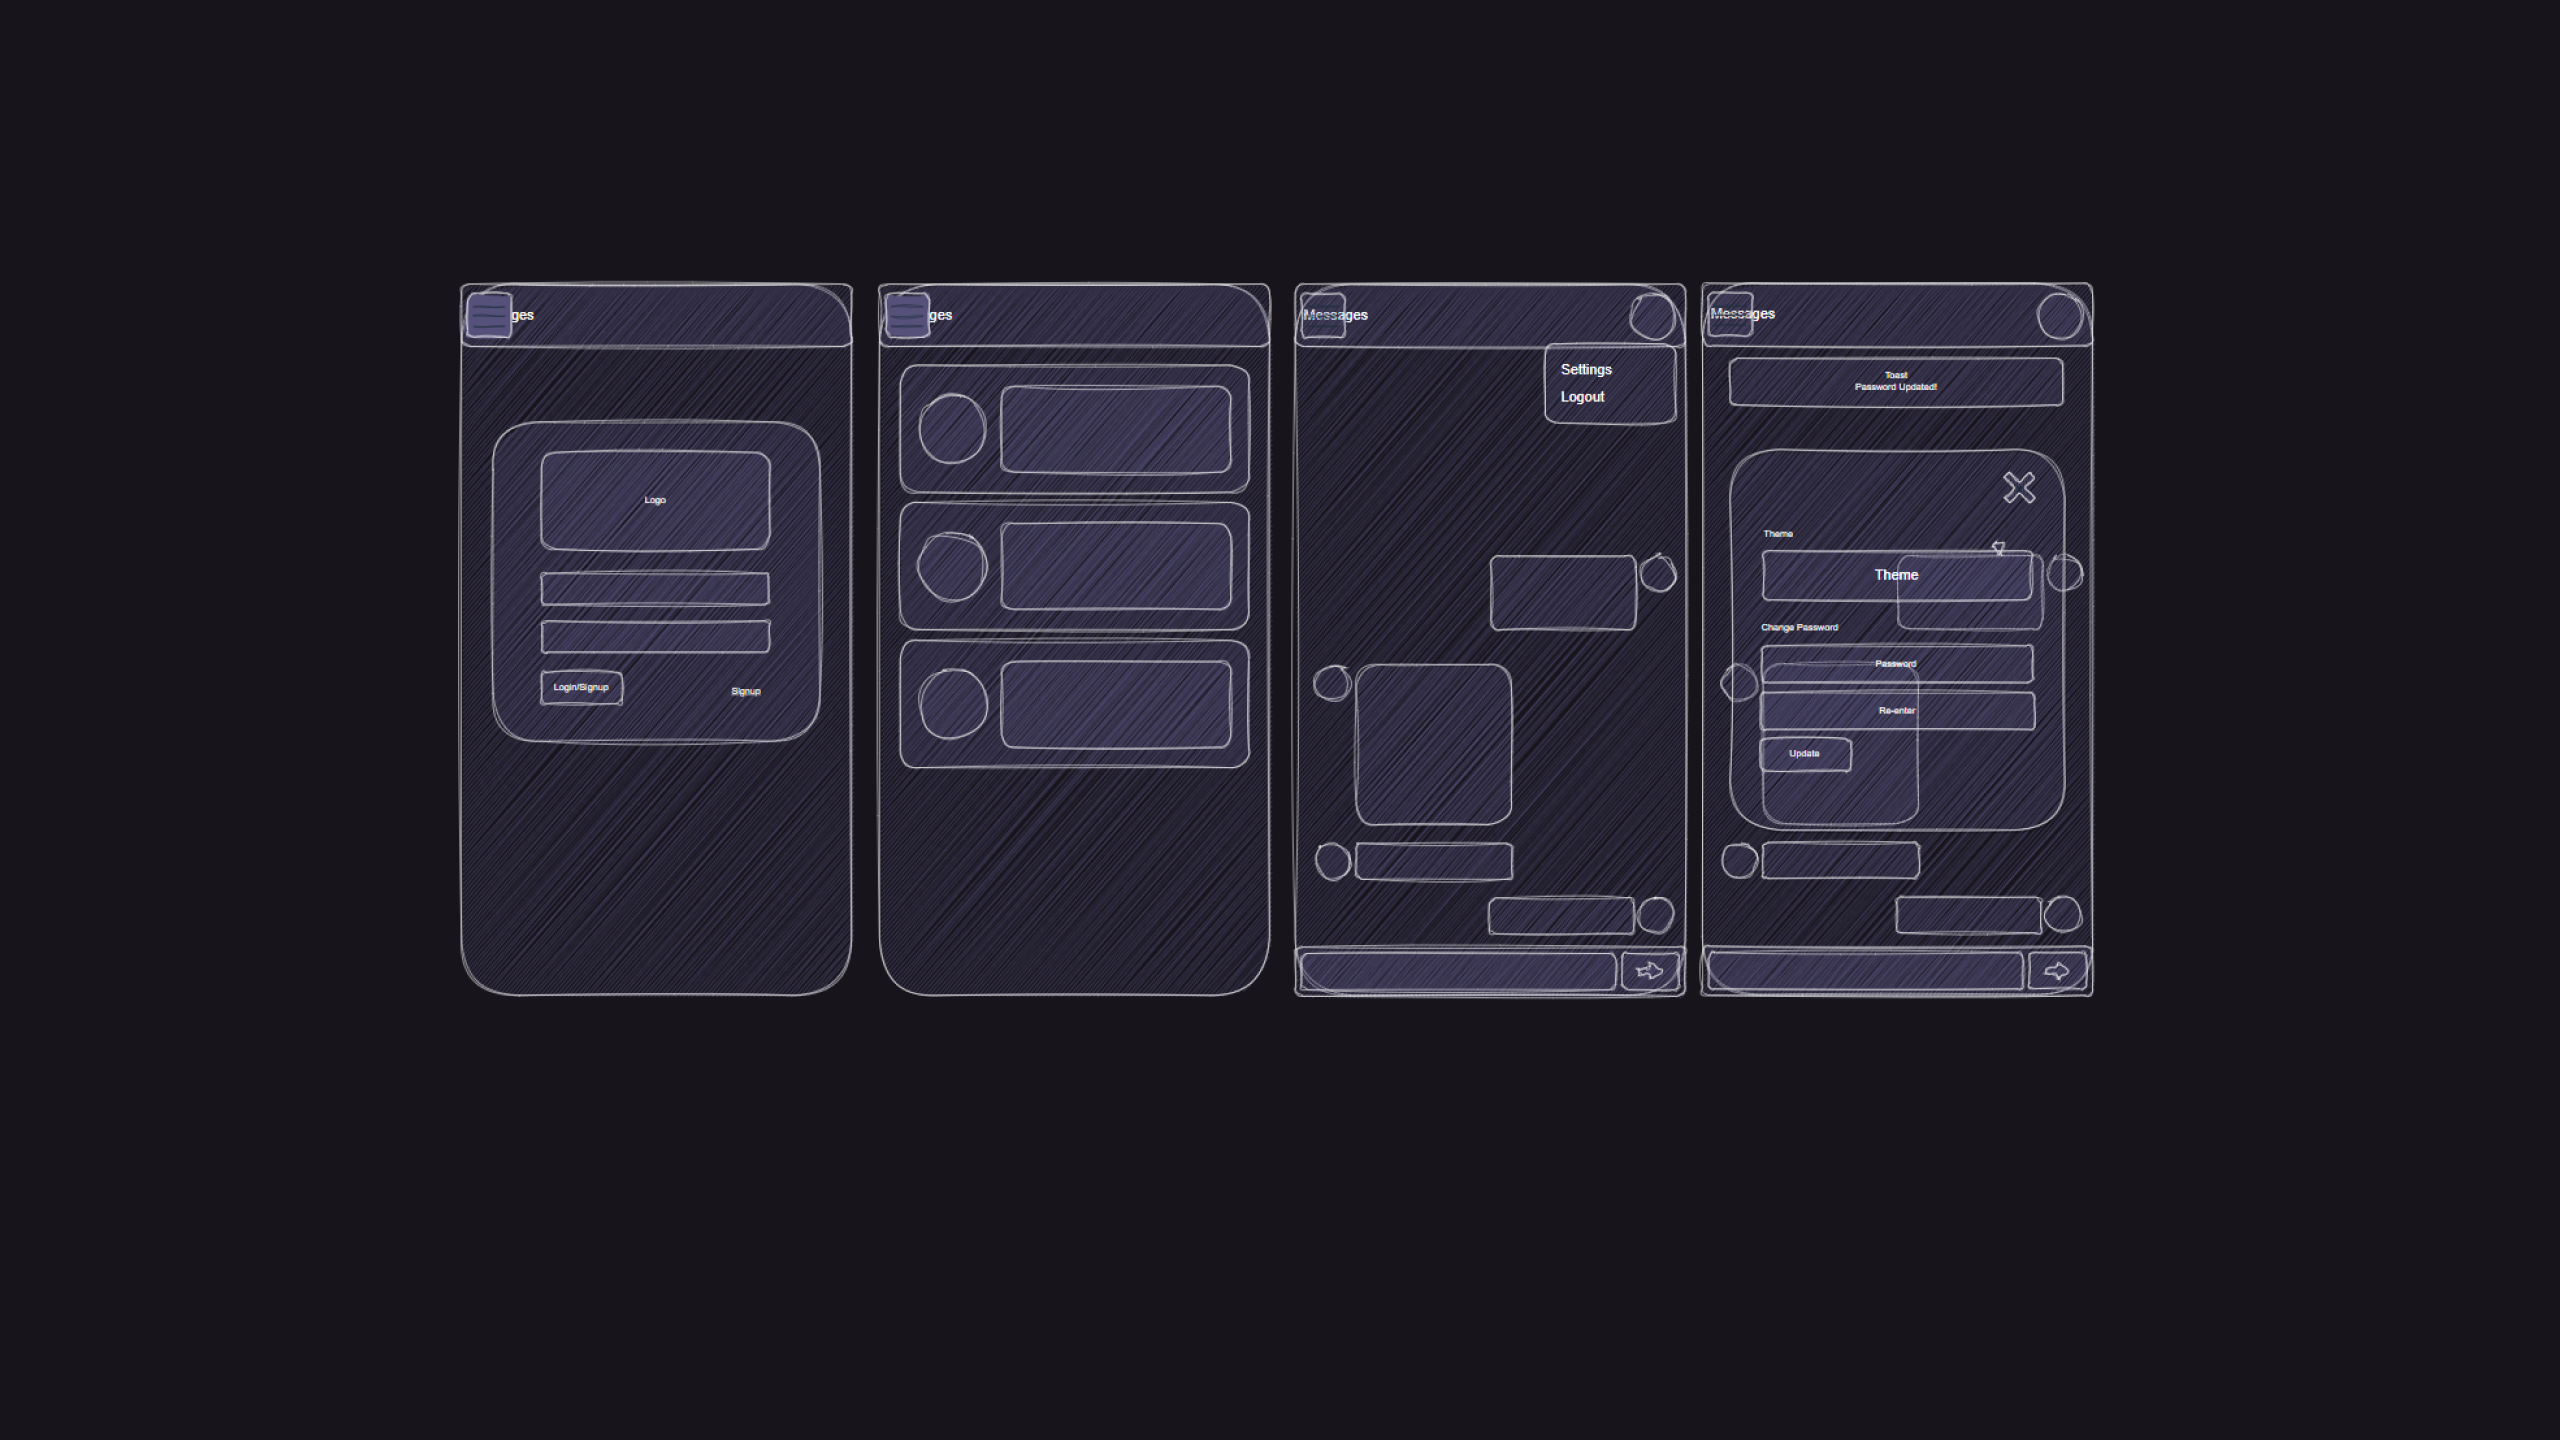 ges
Logo
Login/Signup
Signup
ges
Messages
Settings
Logout
Messages
Toast
Password Updated!
Theme
Theme
Change Password
Password
Re-enter
Update